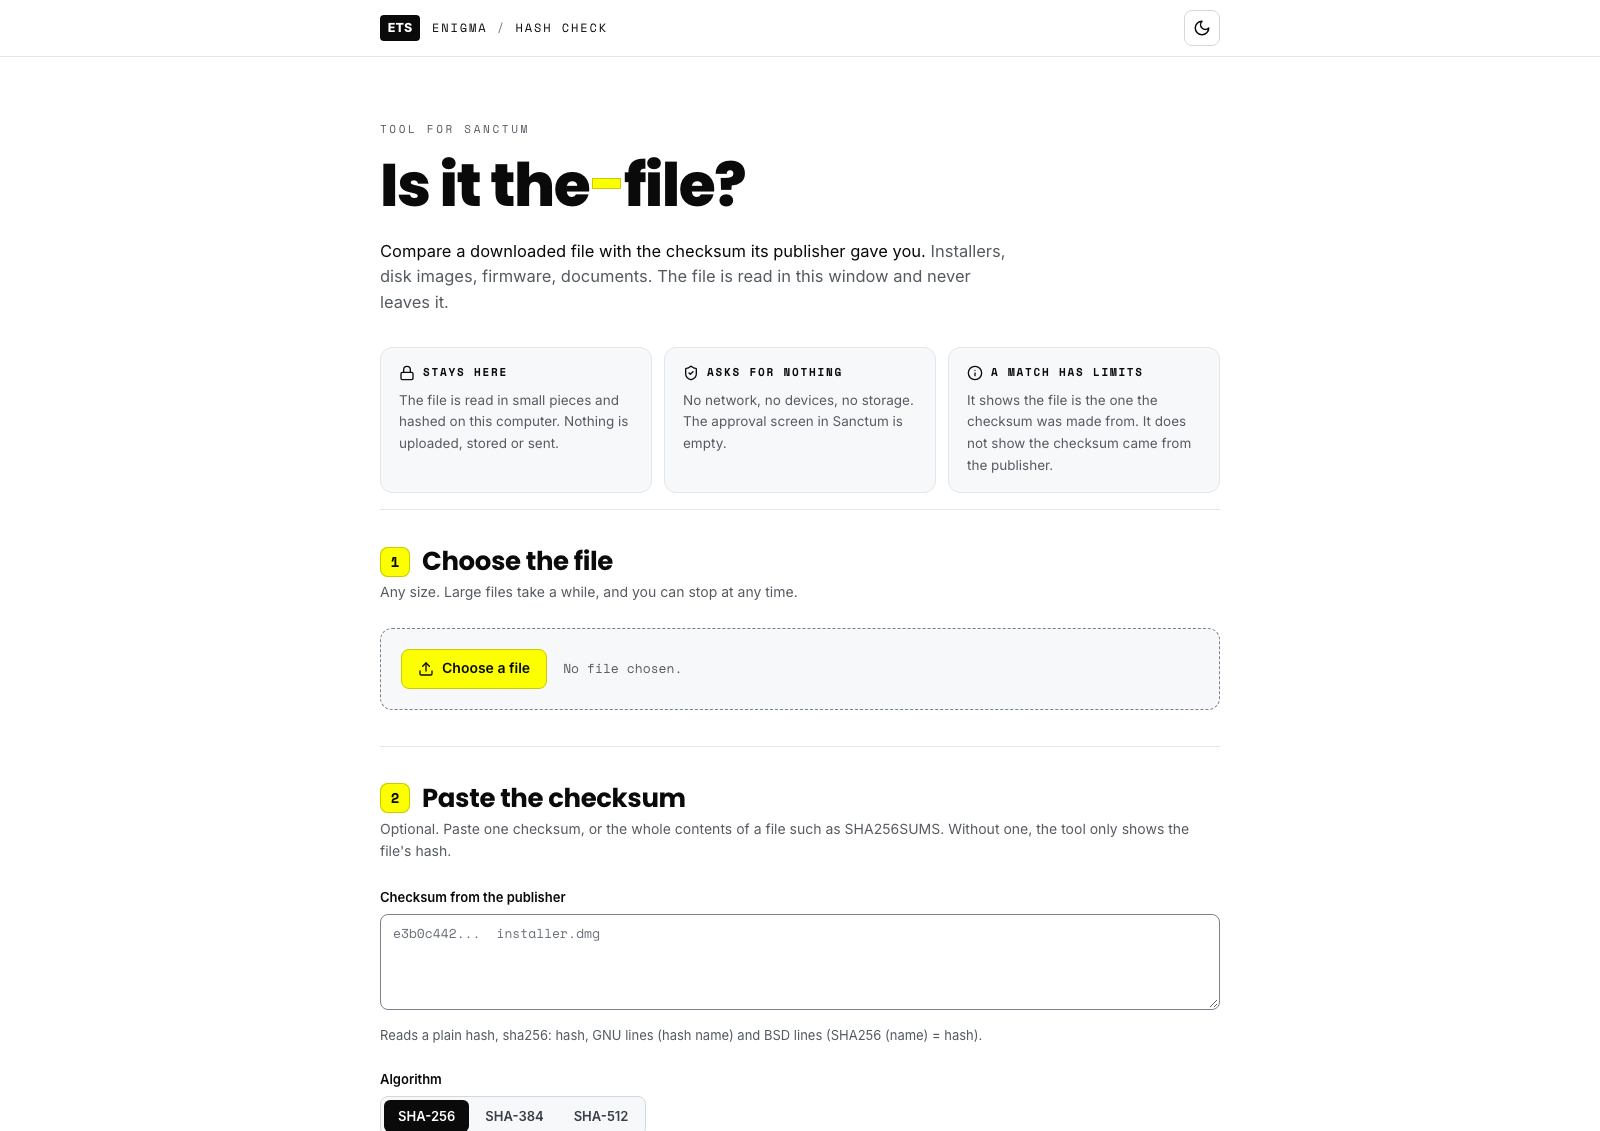 ETS ENIGMA / HASH CHECK
TOOL FOR SANCTUM
Is it the file?
Compare a downloaded file with the checksum its publisher gave you. Installers,
disk images, firmware, documents. The file is read in this window and never
leaves it.
STAYS HERE
The file is read in small pieces and
hashed on this computer. Nothing is
uploaded, stored or sent.
ASKS FOR NOTHING
No network, no devices, no storage.
The approval screen in Sanctum is
empty.
A MATCH HAS LIMITS
It shows the file is the one the
checksum was made from. It does
not show the checksum came from
the publisher.
1 Choose the file
Any size. Large files take a while, and you can stop at any time.
Choose a file No file chosen.
2 Paste the checksum
Optional. Paste one checksum, or the whole contents of a file such as SHA256SUMS. Without one, the tool only shows the
file's hash.
Checksum from the publisher
e3b0c442... installer.dmg
Reads a plain hash, sha256: hash, GNU lines (hash name) and BSD lines (SHA256 (name) = hash).
Algorithm
SHA-256 SHA-384 SHA-512